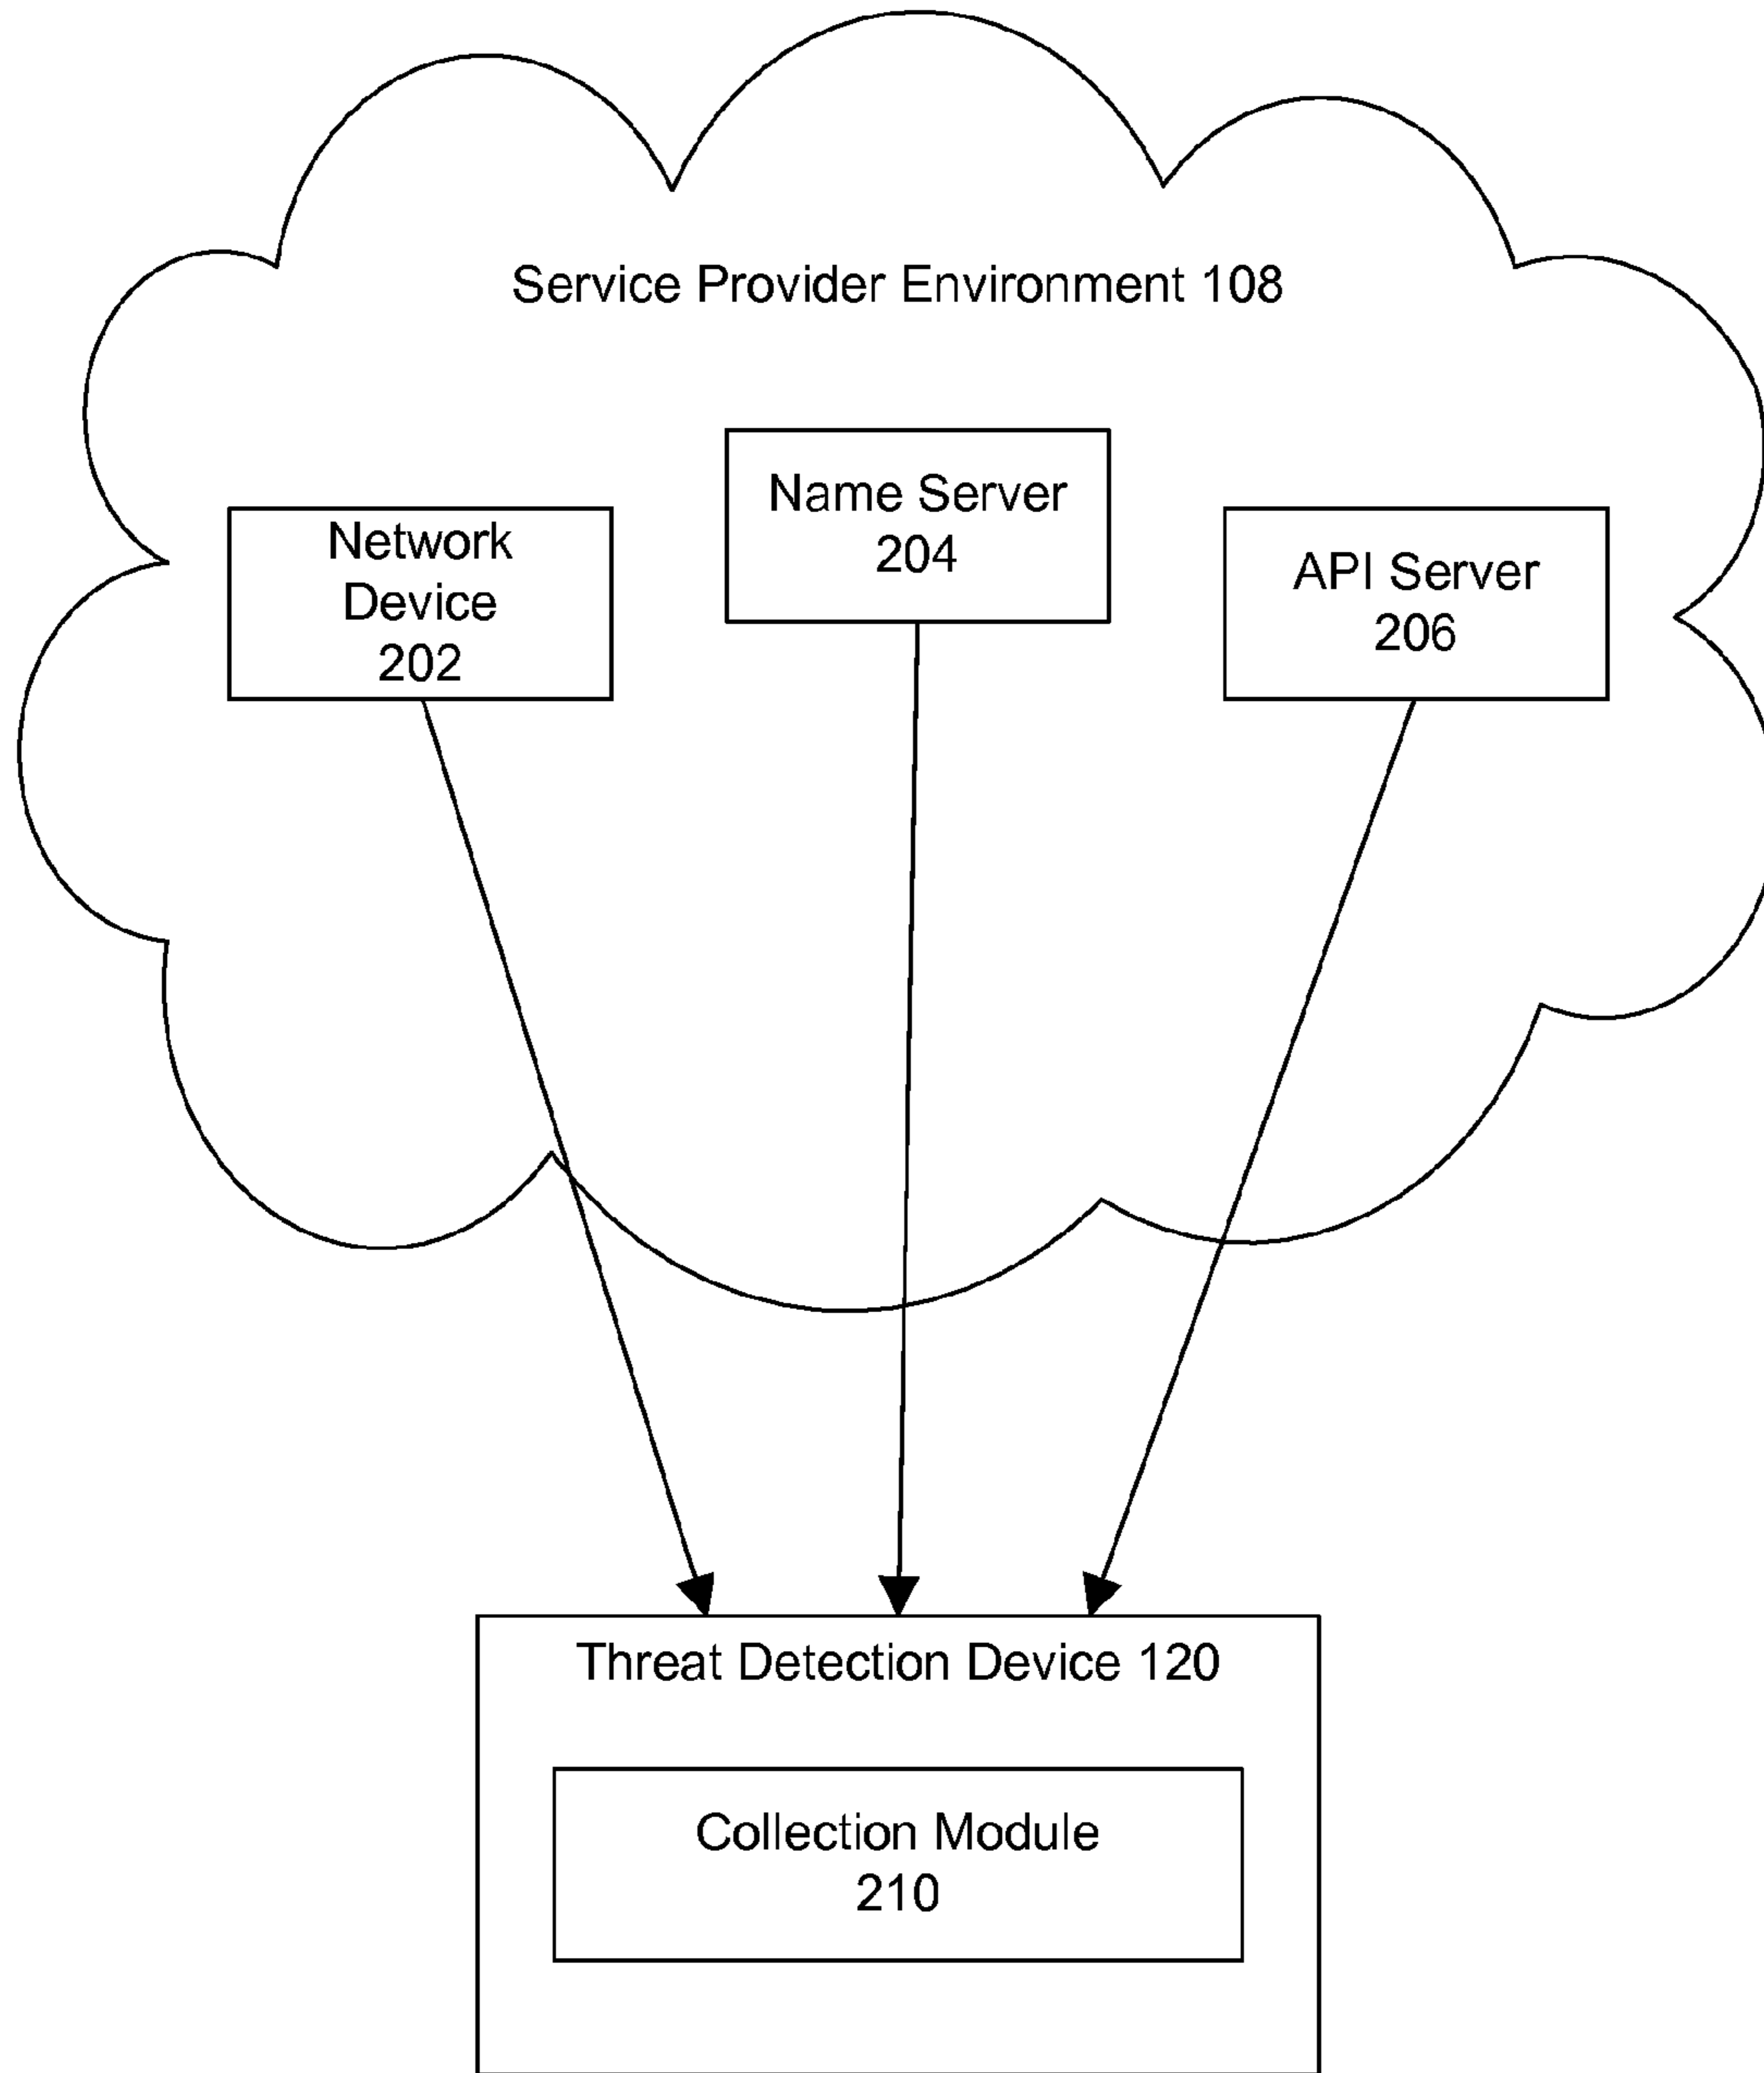 Service Provider Environment 108
Name Server
204
Network
Device
202
API Server
206
Threat Detection Device 120
Collection Module
210